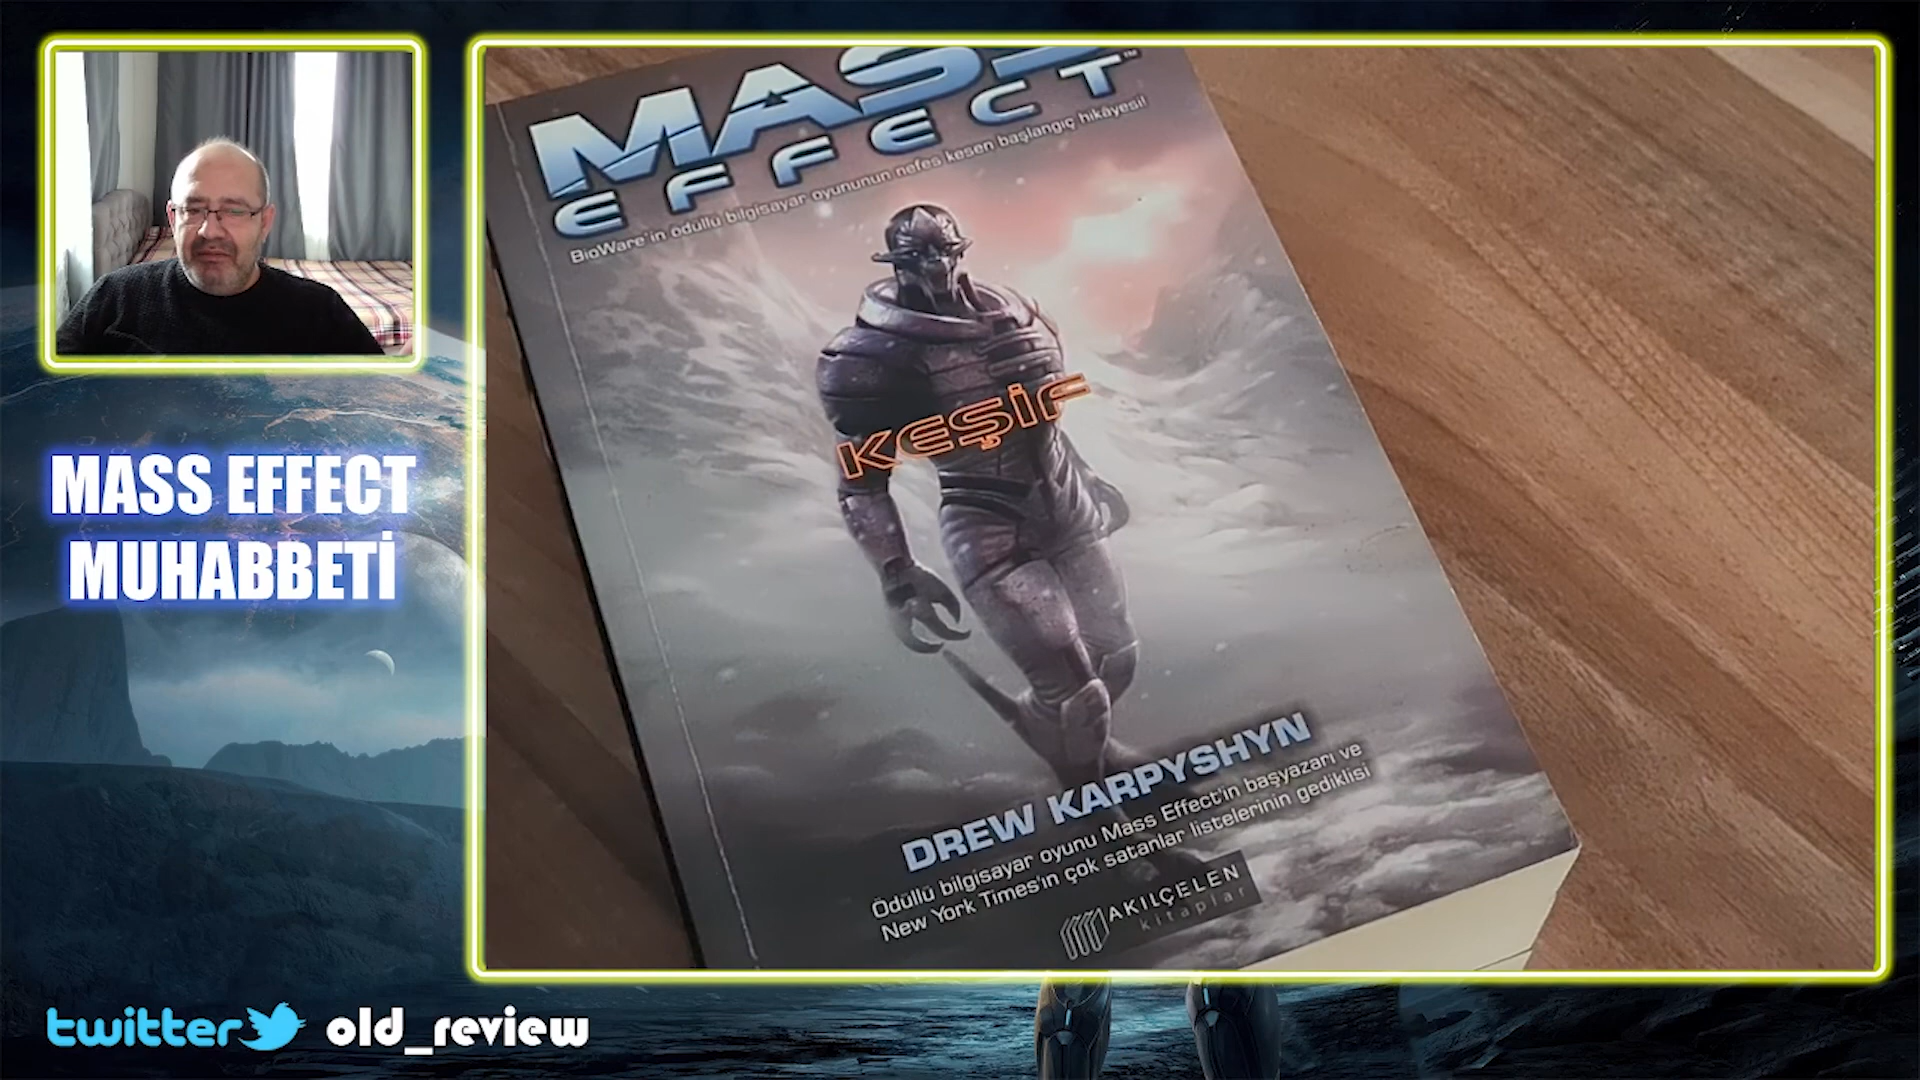 MASS EFFECT
MUHABBETİ
twitter old_review
MASS
EFFECT™
BioWare'in ödüllü bilgisayar oyununun nefes kesen başlangıç hikâyesi!
KEŞİF
DREW KARPYSHYN
Ödüllü bilgisayar oyunu Mass Effect'in başyazarı ve
New York Times'ın çok satanlar listelerinin gediklisi
AKILÇELEN
kitaplar